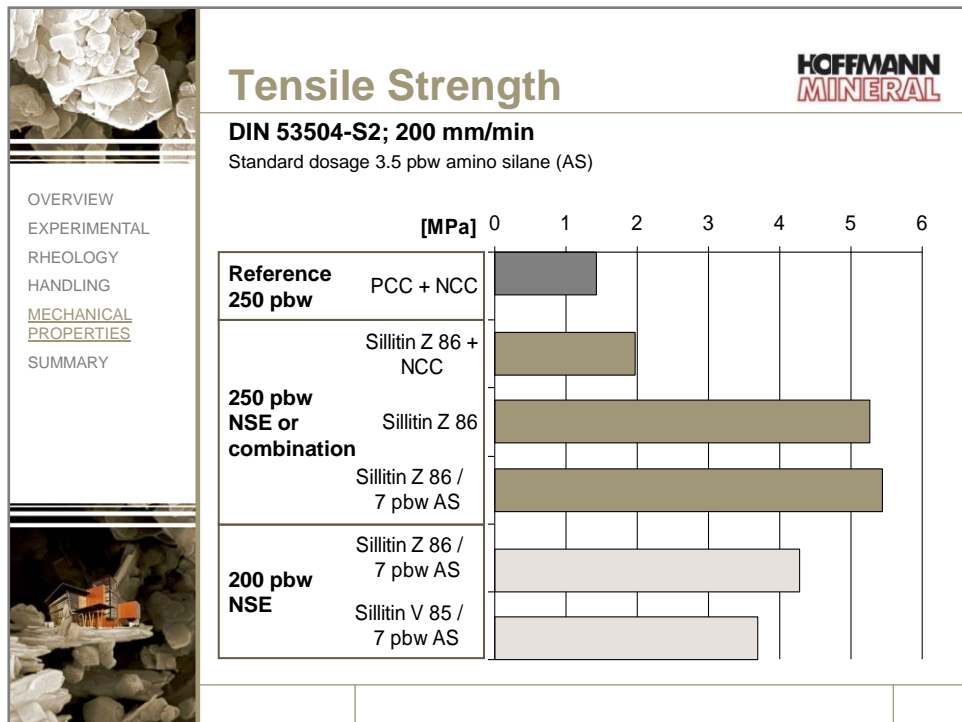 Tensile Strength
HOFFMANN
MINERAL
DIN 53504-S2; 200 mm/min
Standard dosage 3.5 pbw amino silane (AS)
OVERVIEW
EXPERIMENTAL
RHEOLOGY
HANDLING
MECHANICAL
PROPERTIES
SUMMARY
[MPa] 0 1 2 3 4 5 6
Reference
250 pbw
PCC + NCC
250 pbw
NSE or
combination
Sillitin Z 86 +
NCC
Sillitin Z 86
Sillitin Z 86 /
7 pbw AS
200 pbw
NSE
Sillitin Z 86 /
7 pbw AS
Sillitin V 85 /
7 pbw AS